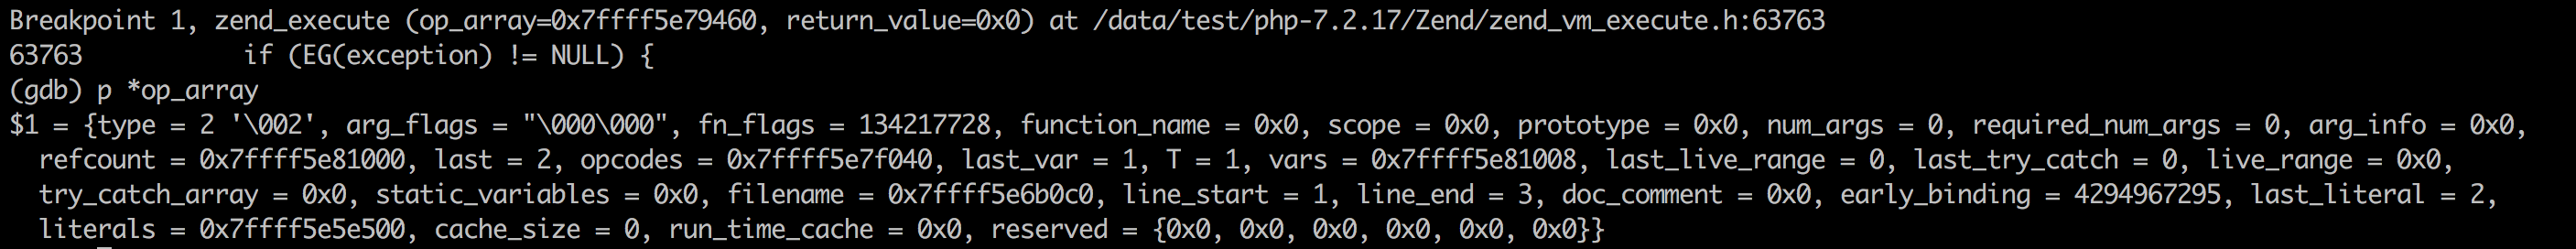 Breakpoint 1, zend_execute (op_array=0x7ffff5e79460, return_value=0x0) at /data/test/php-7.2.17/Zend/zend_vm_execute.h:63763
63763          if (EG(exception) != NULL) {
(gdb) p *op_array
$1 = {type = 2 '\002', arg_flags = "\000\000", fn_flags = 134217728, function_name = 0x0, scope = 0x0, prototype = 0x0, num_args = 0, required_num_args = 0, arg_info = 0x0,
  refcount = 0x7ffff5e81000, last = 2, opcodes = 0x7ffff5e7f040, last_var = 1, T = 1, vars = 0x7ffff5e81008, last_live_range = 0, last_try_catch = 0, live_range = 0x0,
  try_catch_array = 0x0, static_variables = 0x0, filename = 0x7ffff5e6b0c0, line_start = 1, line_end = 3, doc_comment = 0x0, early_binding = 4294967295, last_literal = 2,
  literals = 0x7ffff5e5e500, cache_size = 0, run_time_cache = 0x0, reserved = {0x0, 0x0, 0x0, 0x0, 0x0, 0x0}}